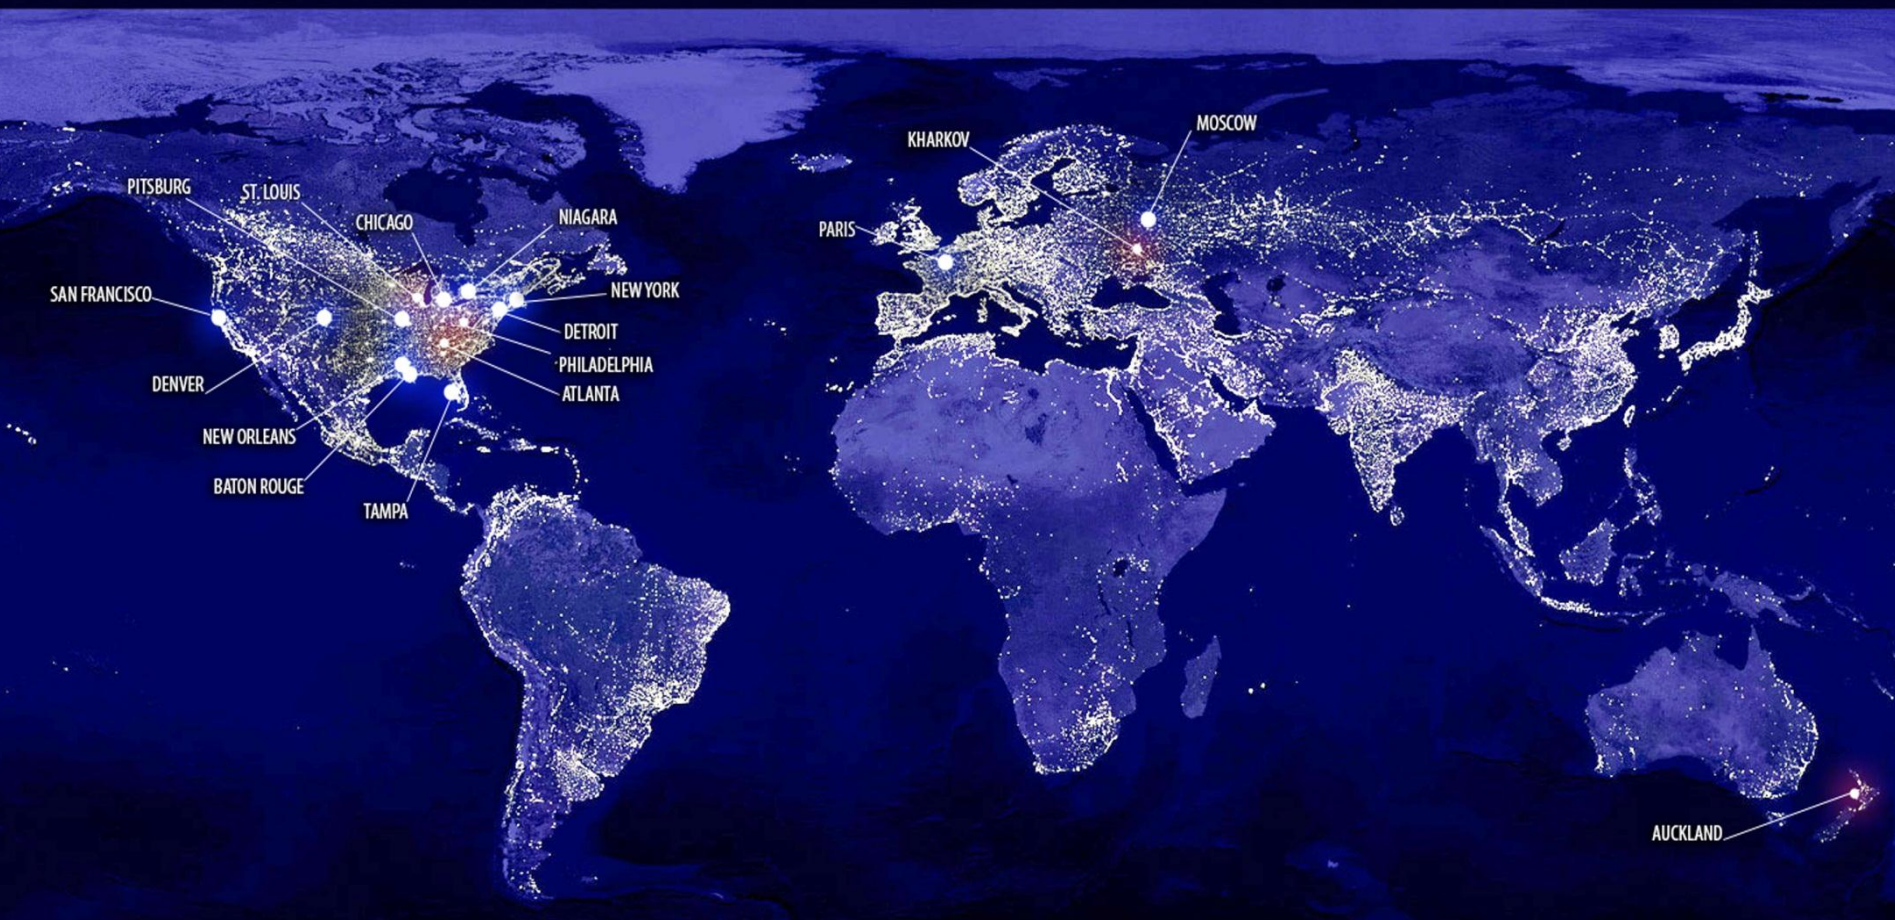 MOSCOW
KHARKOV
PITSBURG
ST. LOUIS
CHICAGO
NIAGARA
PARIS
SAN FRANCISCO
NEW YORK
DETROIT
PHILADELPHIA
DENVER
ATLANTA
NEW ORLEANS
BATON ROUGE
TAMPA
AUCKLAND